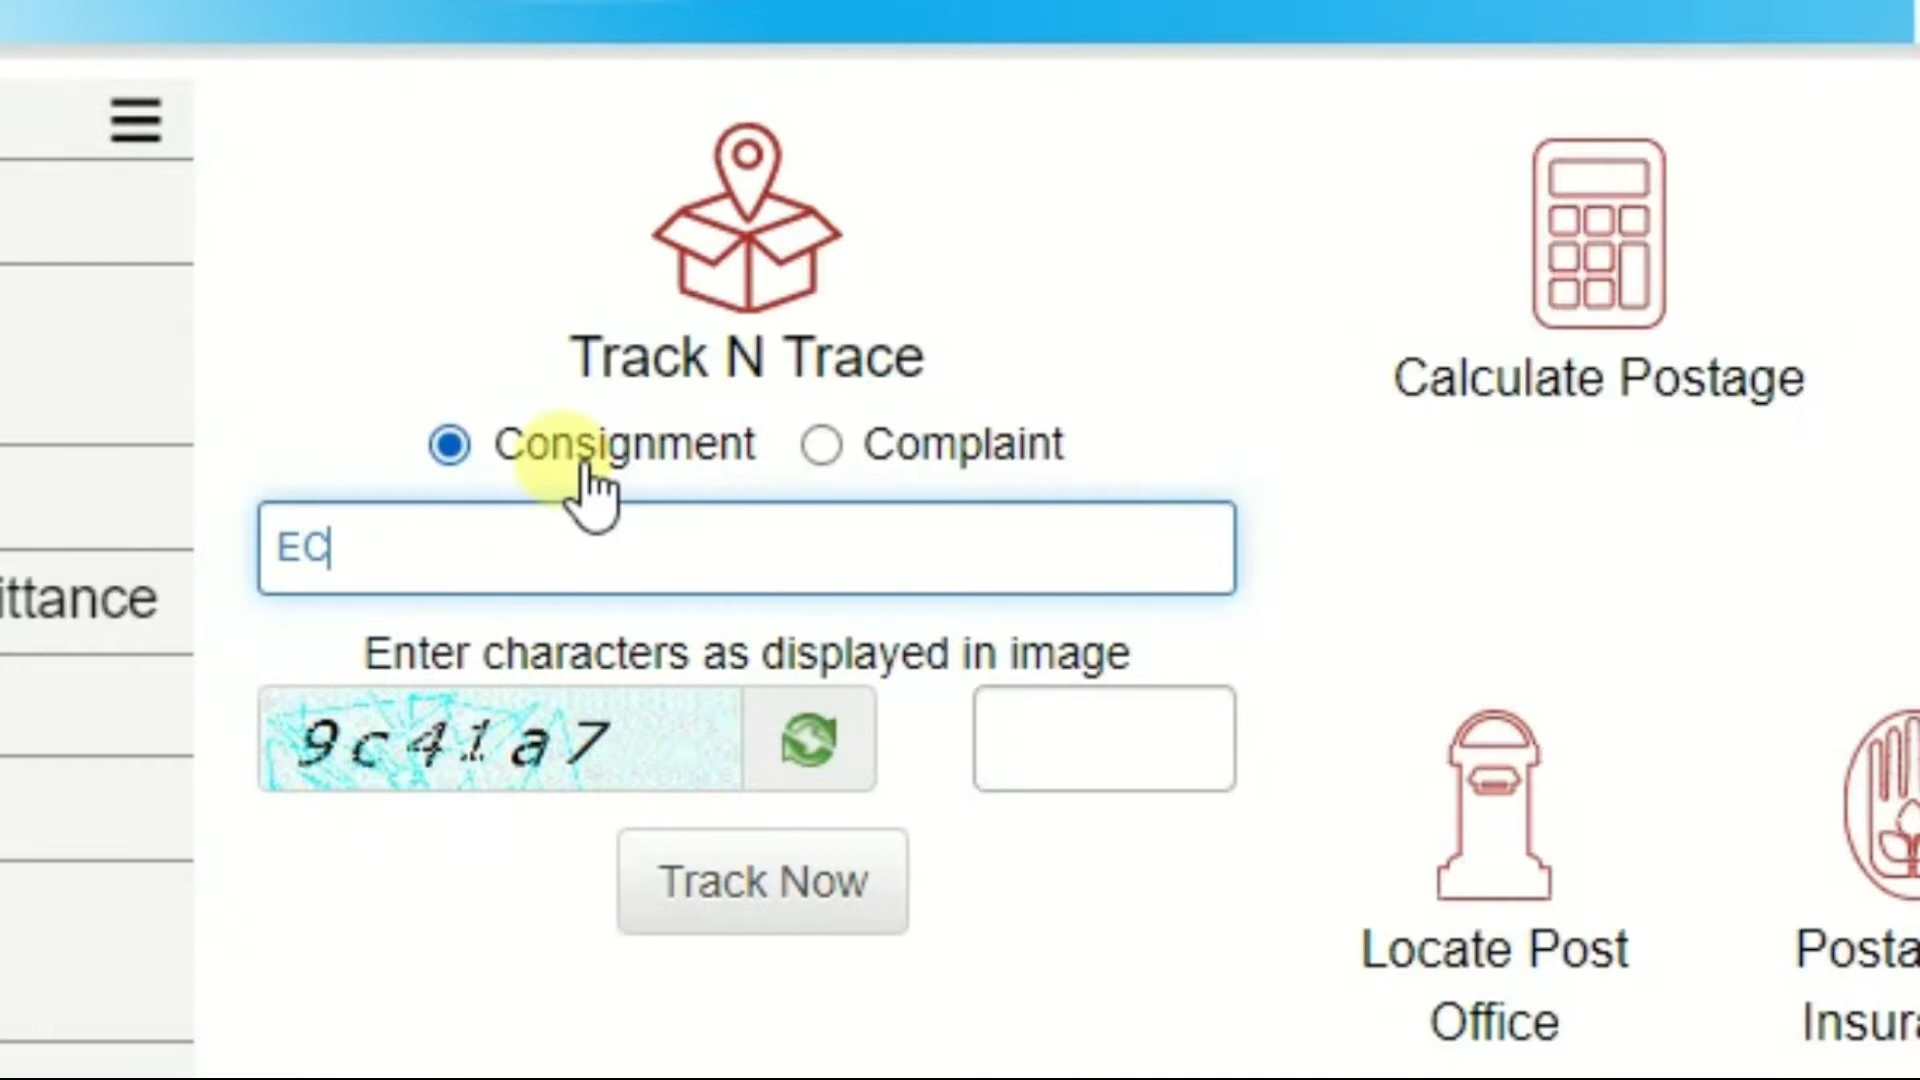 Track N Trace
Calculate Postage
Consignment
Complaint
EC
ittance
Enter characters as displayed in image
9c41a7
Track Now
Locate Post
Office
Posta
Insura